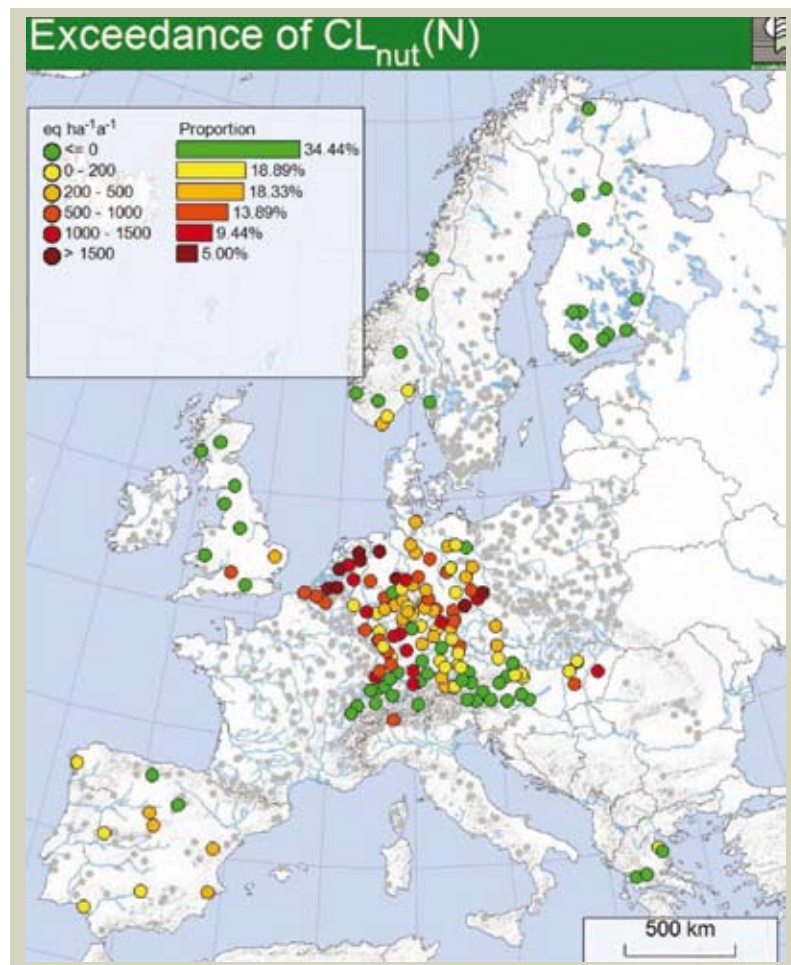 Exceedance of CLnut(N)
eq ha-1a-1 Proportion
<= 0 34.44%
0 - 200 18.89%
200 - 500 18.33%
500 - 1000 13.89%
1000 - 1500 9.44%
> 1500 5.00%
500 km